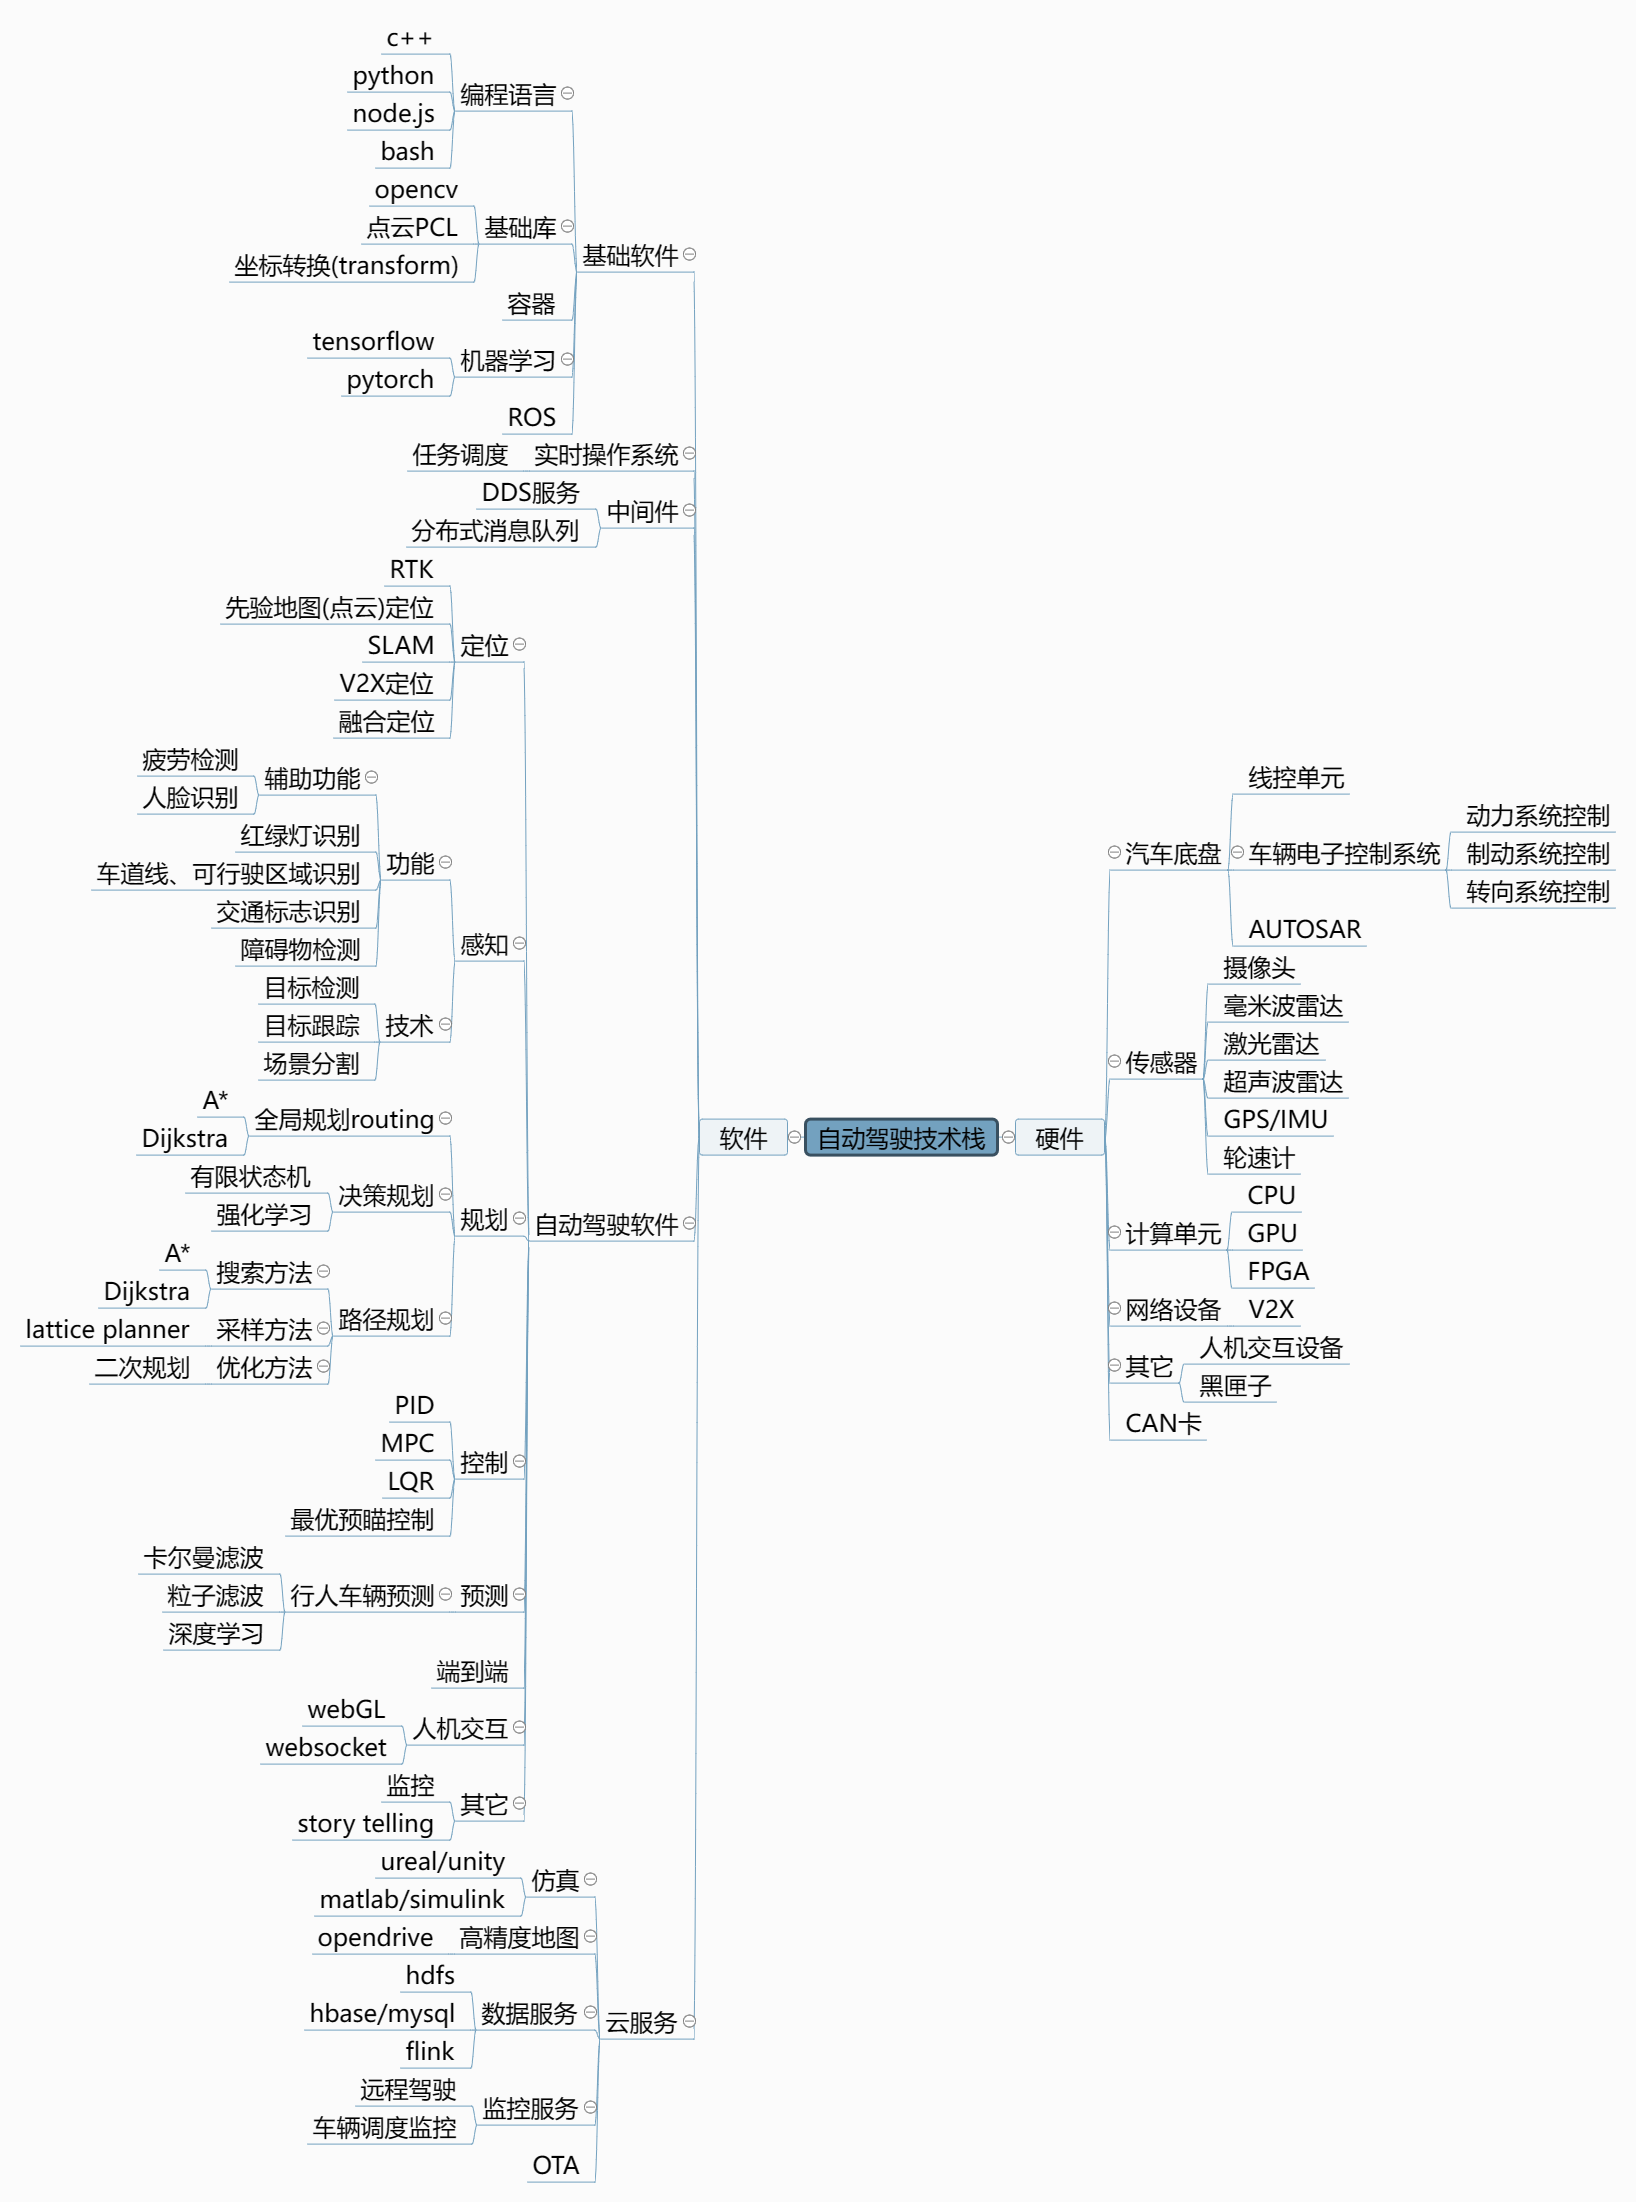 自动驾驶技术栈
软件
基础软件
编程语言
c++
python
node.js
bash
基础库
opencv
点云PCL
坐标转换(transform)
容器
机器学习
tensorflow
pytorch
ROS
实时操作系统
任务调度
中间件
DDS服务
分布式消息队列
自动驾驶软件
定位
RTK
先验地图(点云)定位
SLAM
V2X定位
融合定位
感知
功能
辅助功能
疲劳检测
人脸识别
红绿灯识别
车道线、可行驶区域识别
交通标志识别
障碍物检测
技术
目标检测
目标跟踪
场景分割
规划
全局规划routing
A*
Dijkstra
决策规划
有限状态机
强化学习
路径规划
搜索方法
A*
Dijkstra
采样方法
lattice planner
优化方法
二次规划
控制
PID
MPC
LQR
最优预瞄控制
预测
行人车辆预测
卡尔曼滤波
粒子滤波
深度学习
端到端
人机交互
webGL
websocket
其它
监控
story telling
云服务
仿真
ureal/unity
matlab/simulink
高精度地图
opendrive
数据服务
hdfs
hbase/mysql
flink
监控服务
远程驾驶
车辆调度监控
OTA
硬件
汽车底盘
线控单元
车辆电子控制系统
动力系统控制
制动系统控制
转向系统控制
AUTOSAR
传感器
摄像头
毫米波雷达
激光雷达
超声波雷达
GPS/IMU
轮速计
计算单元
CPU
GPU
FPGA
网络设备
V2X
其它
人机交互设备
黑匣子
CAN卡